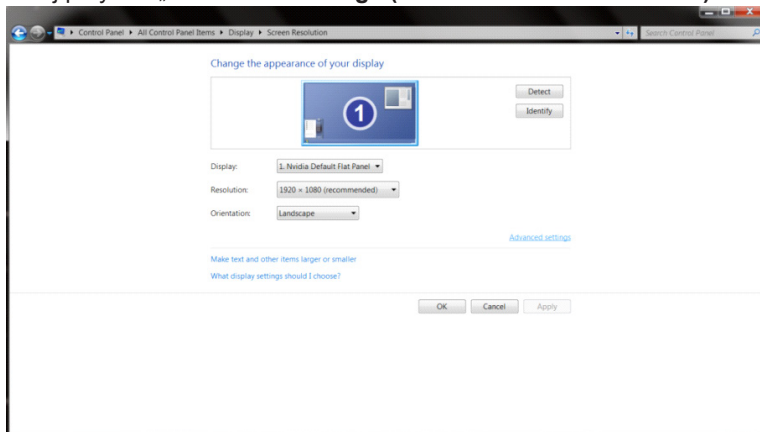 Control Panel ▸ All Control Panel Items ▸ Display ▸ Screen Resolution
Search Control Panel
Change the appearance of your display
1
Detect
Identify
Display: 1. Nvidia Default Flat Panel
Resolution: 1920 × 1080 (recommended)
Orientation: Landscape
Advanced settings
Make text and other items larger or smaller
What display settings should I choose?
OK Cancel Apply